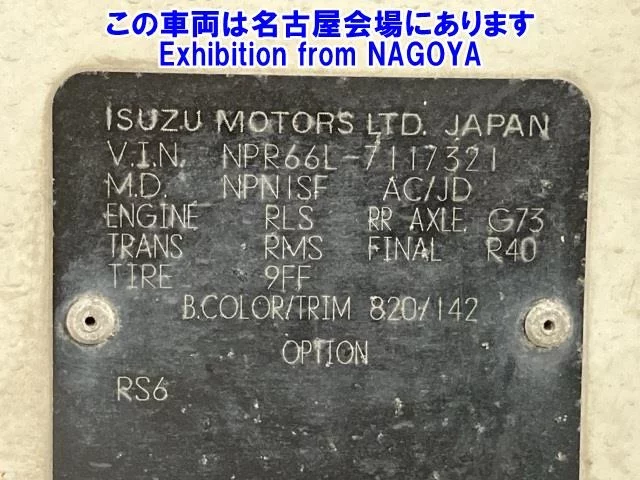 この車両は名古屋会場にあります
Exhibition from NAGOYA
ISUZU MOTORS LTD. JAPAN
V.I.N. NPR66L-7117321
M.D. NPN1SF AC/JD
ENGINE RLS RR AXLE. G73
TRANS RMS FINAL R40
TIRE 9FF
B.COLOR/TRIM 820/142
OPTION
RS6